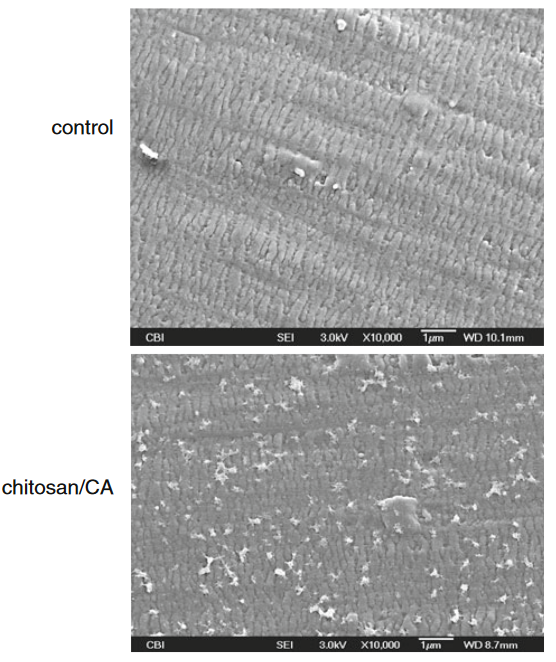 control
CBI SEI 3.0kV X10,000 1µm WD 10.1mm
chitosan/CA
CBI SEI 3.0kV X10,000 1µm WD 8.7mm